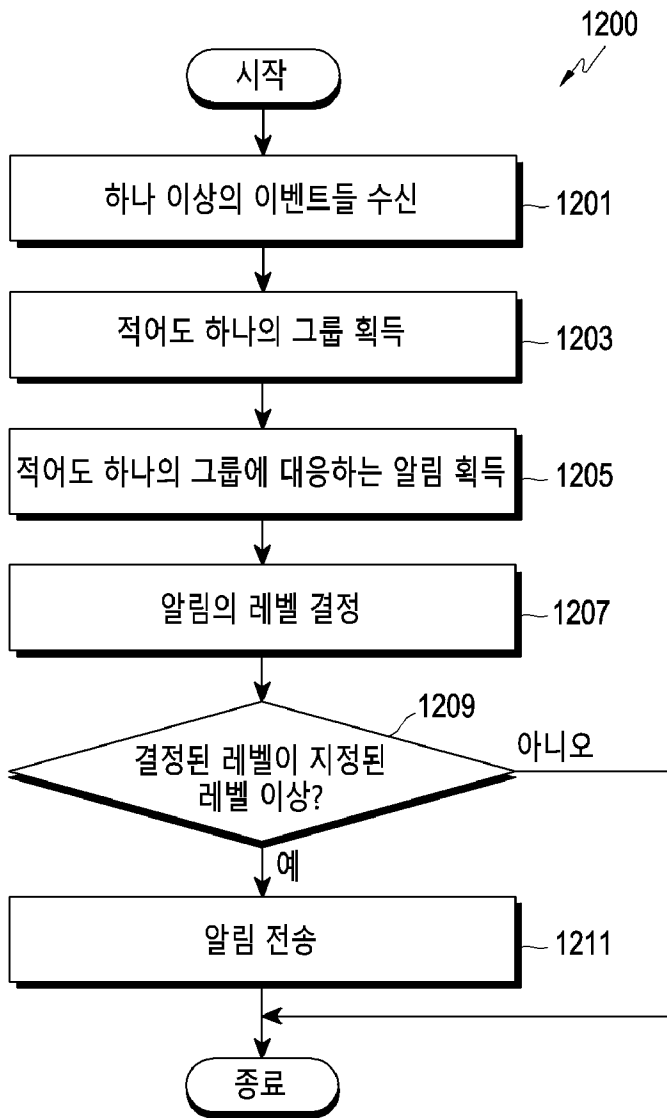 1200
시작
하나 이상의 이벤트들 수신
1201
적어도 하나의 그룹 획득
1203
적어도 하나의 그룹에 대응하는 알림 획득
1205
알림의 레벨 결정
1207
1209
결정된 레벨이 지정된
레벨 이상?
아니오
예
알림 전송
1211
종료